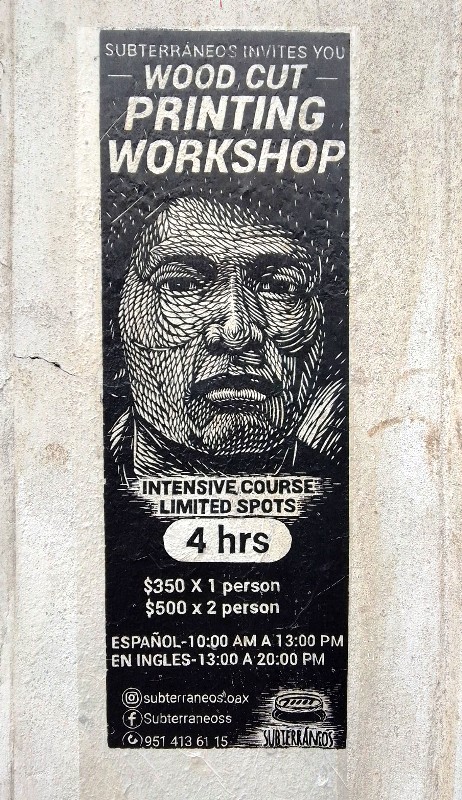 SUBTERRÁNEOS INVITES YOU
WOOD CUT
PRINTING
WORKSHOP
INTENSIVE COURSE
LIMITED SPOTS
4 hrs
$350 X 1 person
$500 x 2 person
ESPAÑOL-10:00 AM A 13:00 PM
EN INGLES-13:00 A 20:00 PM
subterraneos.oax
Subterraneoss
951 413 61 15
SUBTERRÁNEOS